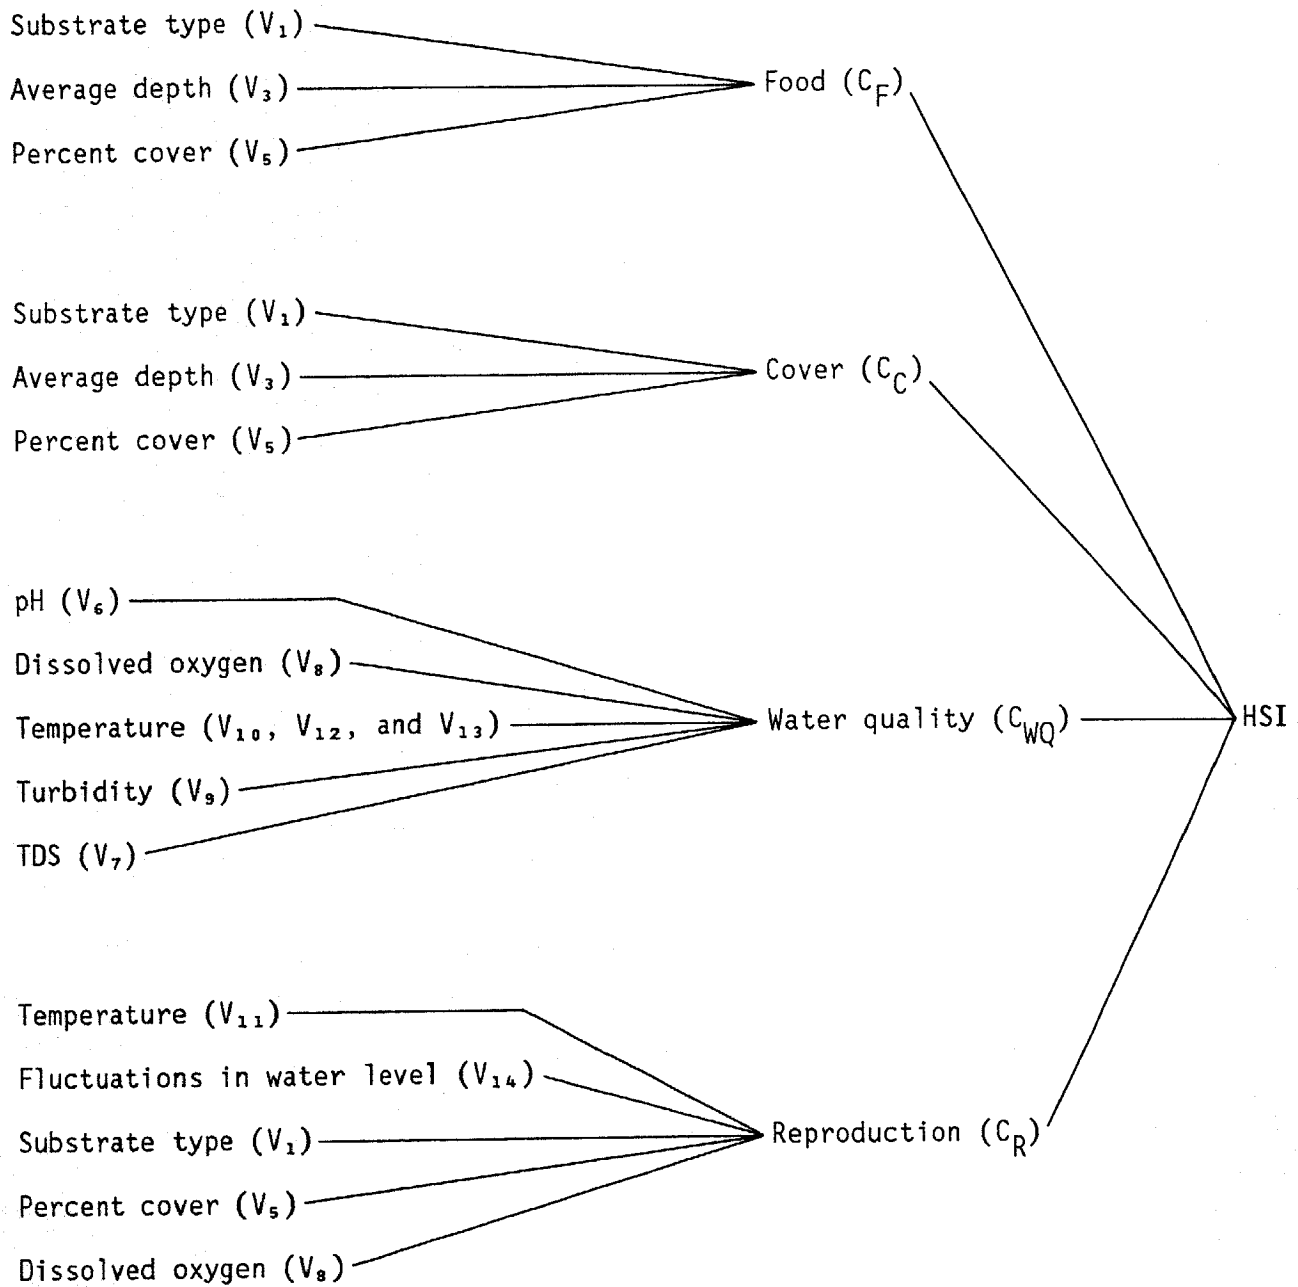 Substrate type (V₁)
Average depth (V₃)
Percent cover (V₅)
Food (C_F)
Substrate type (V₁)
Average depth (V₃)
Percent cover (V₅)
Cover (C_C)
pH (V₆)
Dissolved oxygen (V₈)
Temperature (V₁₀, V₁₂, and V₁₃)
Turbidity (V₉)
TDS (V₇)
Water quality (C_WQ)
HSI
Temperature (V₁₁)
Fluctuations in water level (V₁₄)
Substrate type (V₁)
Percent cover (V₅)
Dissolved oxygen (V₈)
Reproduction (C_R)